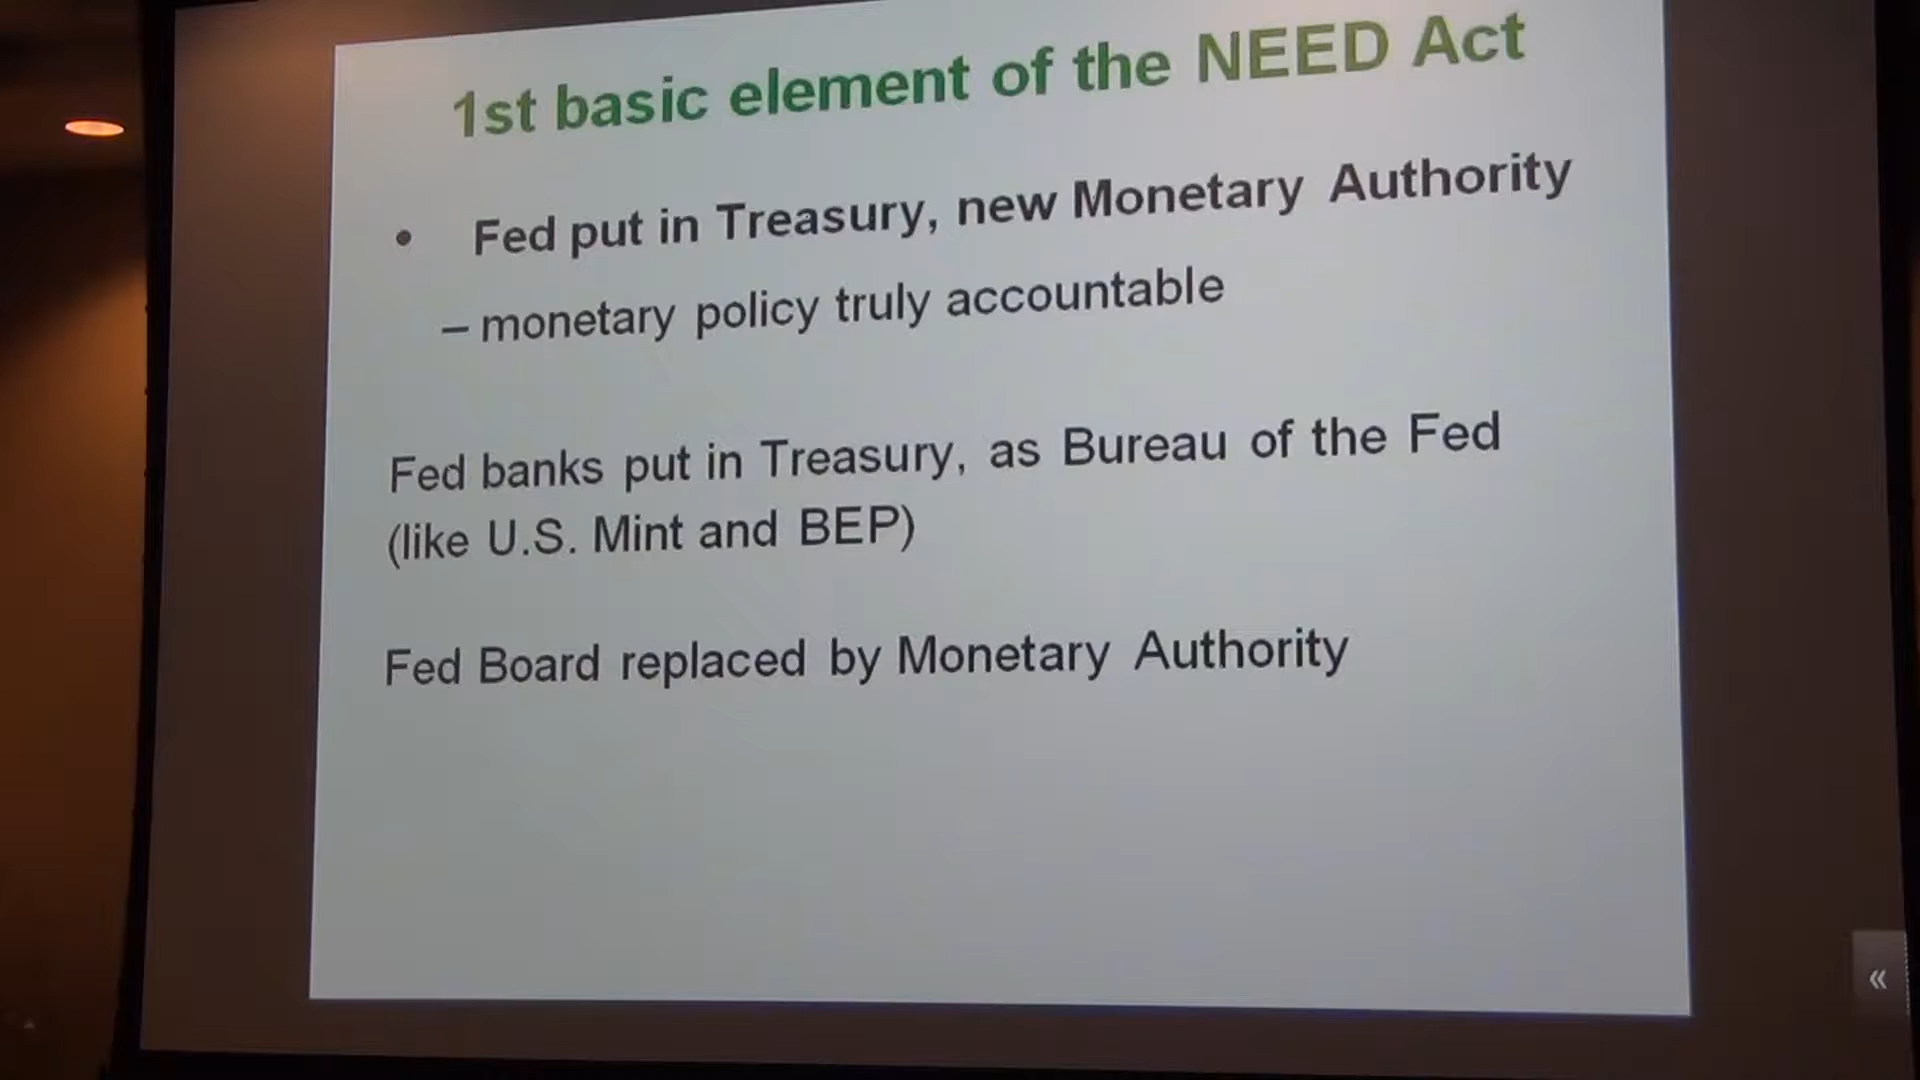 1st basic element of the NEED Act
• Fed put in Treasury, new Monetary Authority
– monetary policy truly accountable
Fed banks put in Treasury, as Bureau of the Fed
(like U.S. Mint and BEP)
Fed Board replaced by Monetary Authority
«